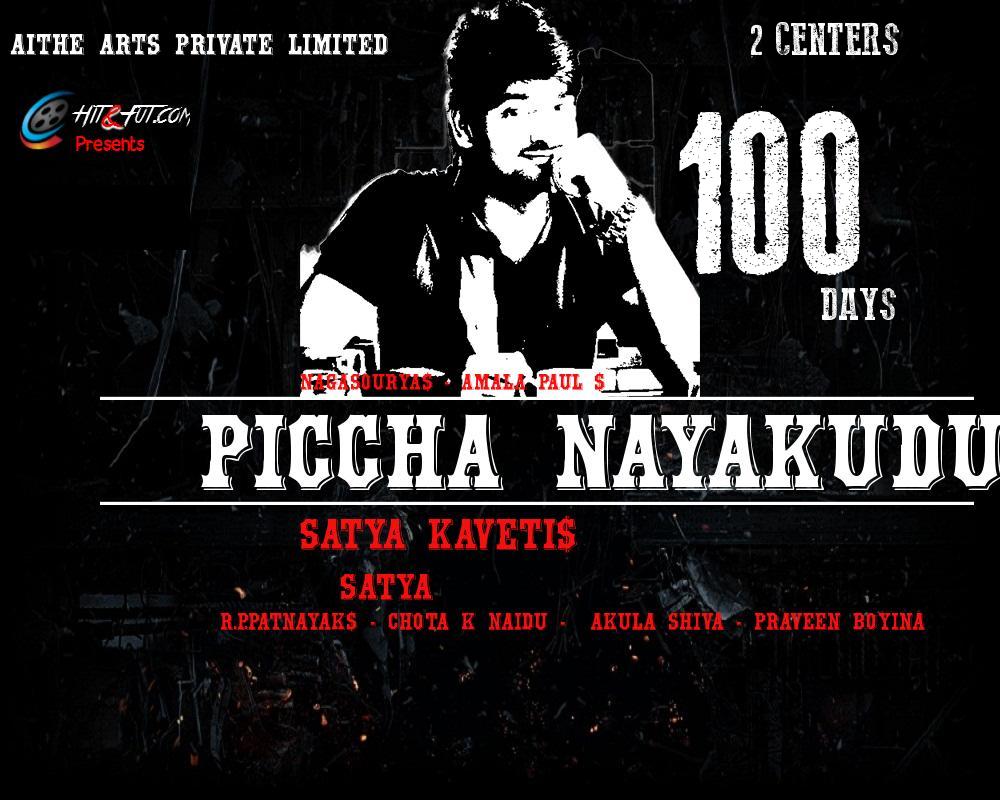 AITHE ARTS PRIVATE LIMITED
2 CENTERS
HIT&FUT.COM
Presents
100
DAYS
NAGASOURYA$ - AMALA PAUL $
PICCHA NAYAKUDU
SATYA KAVETI$
SATYA
R.P.PATNAYAK$ - CHOTA K NAIDU - AKULA SHIVA - PRAVEEN BOYINA